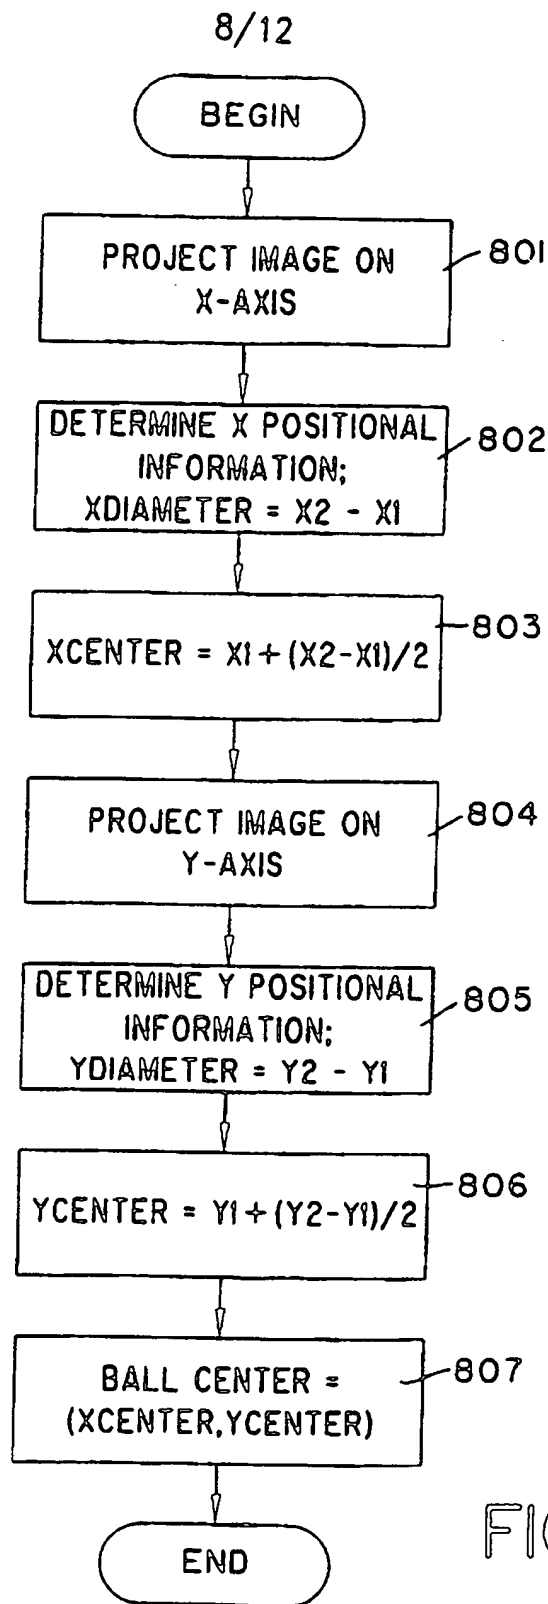 8/12
BEGIN
PROJECT IMAGE ON
X-AXIS
801
DETERMINE X POSITIONAL
INFORMATION;
XDIAMETER = X2 - X1
802
XCENTER = X1+(X2-X1)/2
803
PROJECT IMAGE ON
Y-AXIS
804
DETERMINE Y POSITIONAL
INFORMATION;
YDIAMETER = Y2 - Y1
805
YCENTER = Y1+(Y2-Y1)/2
806
BALL CENTER =
(XCENTER,YCENTER)
807
END